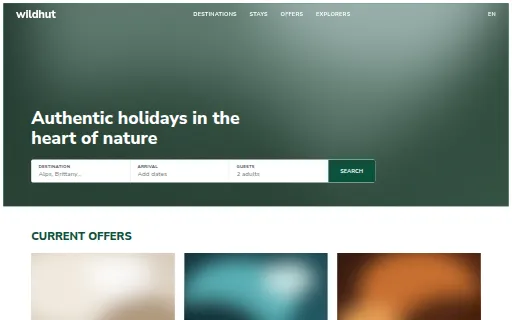 wildhut
DESTINATIONS STAYS OFFERS EXPLORERS EN
Authentic holidays in the
heart of nature
DESTINATION ARRIVAL GUESTS
Alps, Brittany... Add dates 2 adults
SEARCH
CURRENT OFFERS